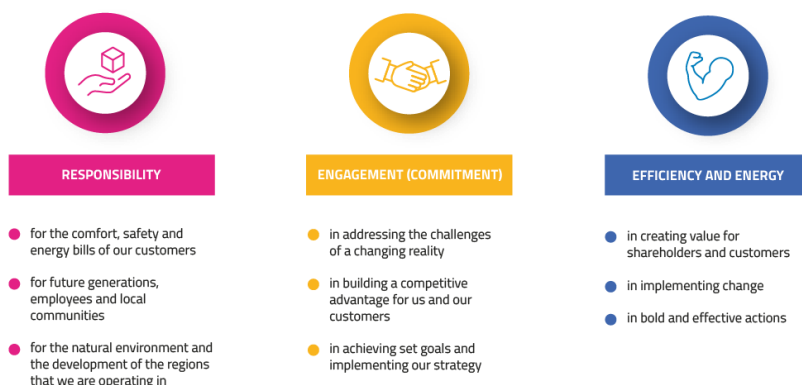 RESPONSIBILITY
for the comfort, safety and
energy bills of our customers
for future generations,
employees and local
communities
for the natural environment and
the development of the regions
that we are operating in
ENGAGEMENT (COMMITMENT)
in addressing the challenges
of a changing reality
in building a competitive
advantage for us and our
customers
in achieving set goals and
implementing our strategy
EFFICIENCY AND ENERGY
in creating value for
shareholders and customers
in implementing change
in bold and effective actions